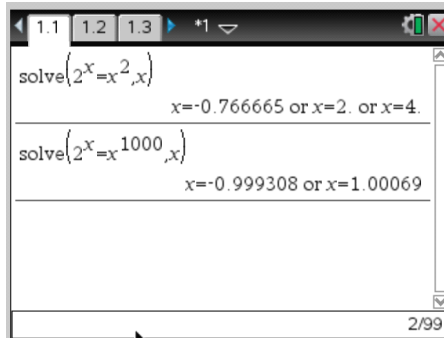 1.1 1.2 1.3 *1
solve(2^x=x^2,x)
x=-0.766665 or x=2. or x=4.
solve(2^x=x^1000,x)
x=-0.999308 or x=1.00069
2/99